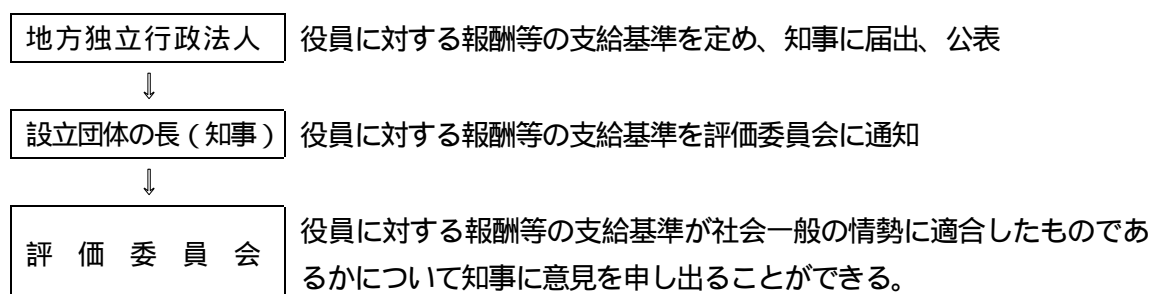 地方独立行政法人 役員に対する報酬等の支給基準を定め、知事に届出、公表
⇓
設立団体の長（知事） 役員に対する報酬等の支給基準を評価委員会に通知
⇓
評価委員会 役員に対する報酬等の支給基準が社会一般の情勢に適合したものであ
るかについて知事に意見を申し出ることができる。